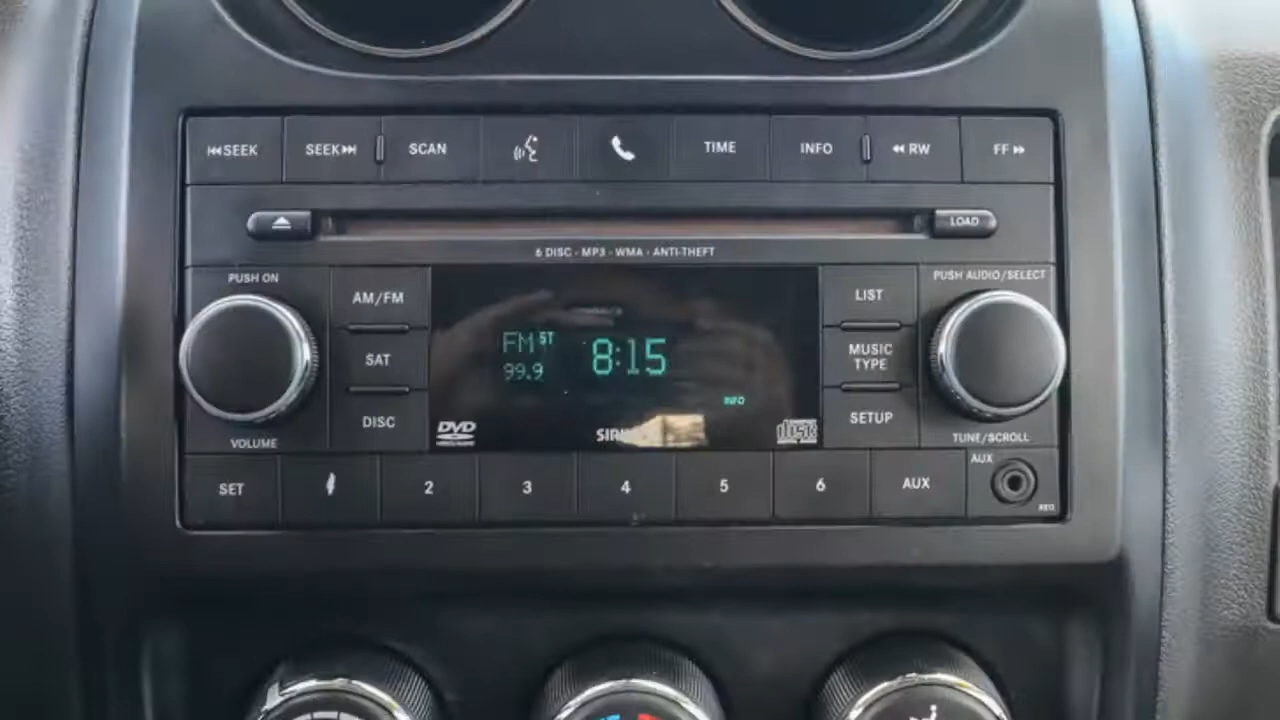 SEEK
SEEK
SCAN
TIME
INFO
RW
FF
LOAD
6 DISC - MP3 - WMA - ANTI-THEFT
PUSH ON
AM/FM
SAT
DISC
VOLUME
FM ST
99.9
8:15
INFO
DVD
disc
LIST
MUSIC
TYPE
SETUP
PUSH AUDIO/SELECT
TUNE/SCROLL
SET
2
3
4
5
6
AUX
AUX